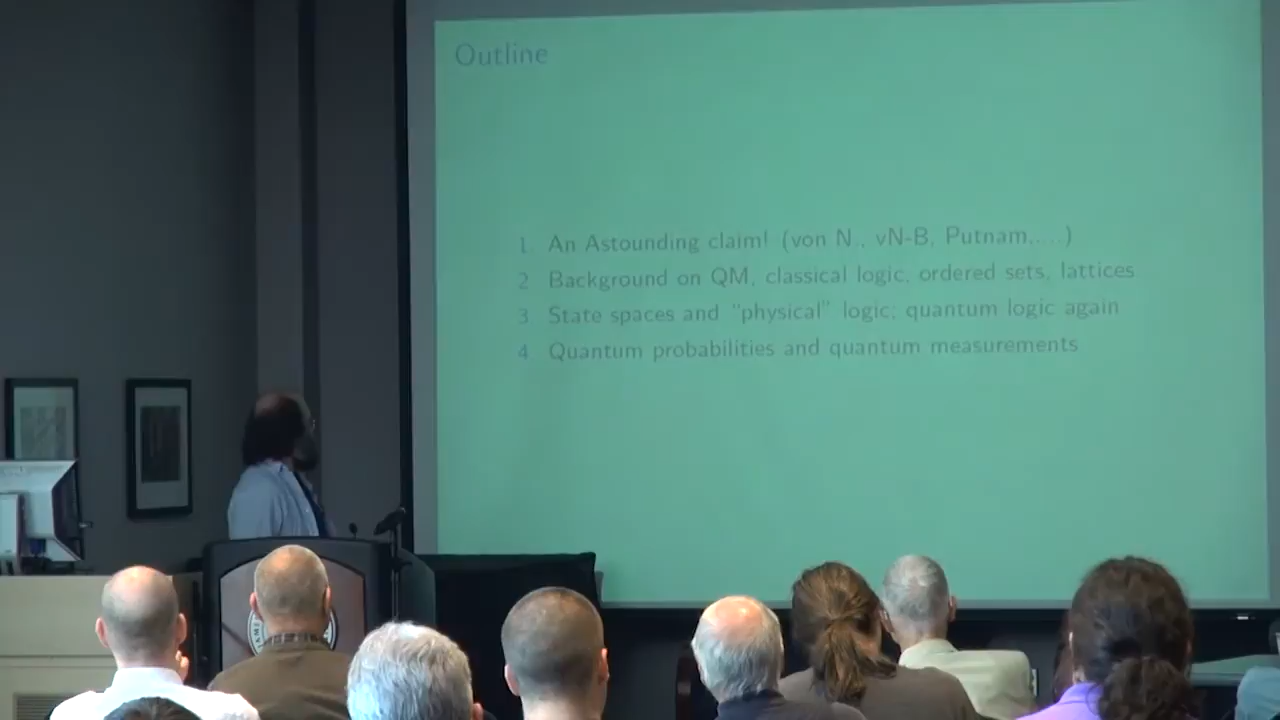 Outline
1. An Astounding claim! (von N., vN-B, Putnam,....)
2 Background on QM, classical logic, ordered sets, lattices
3 State spaces and "physical" logic; quantum logic again
4 Quantum probabilities and quantum measurements